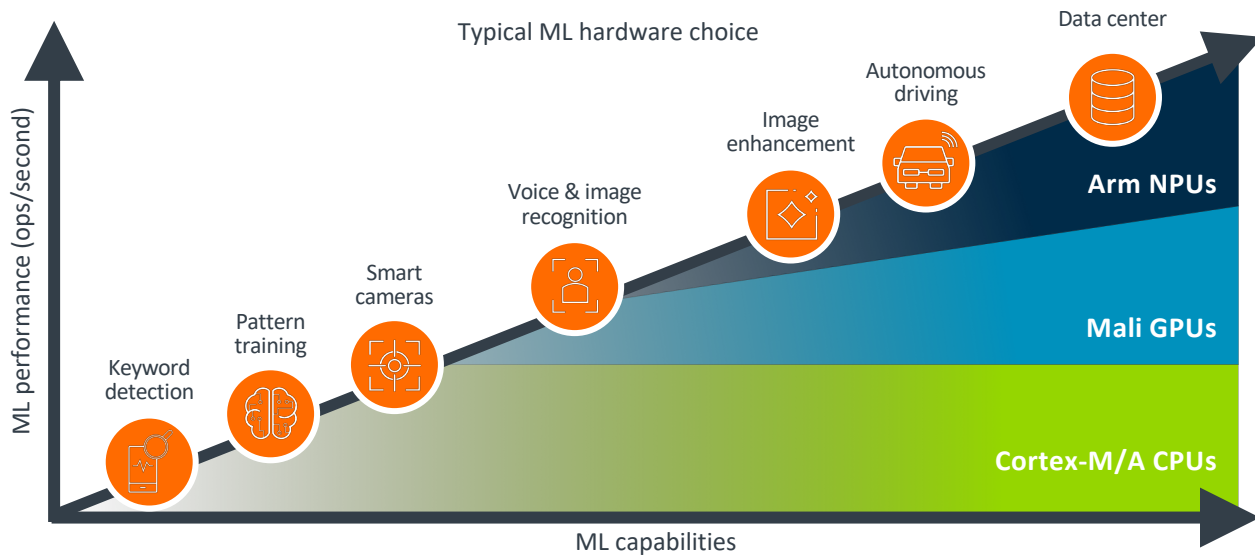 Typical ML hardware choice
Data center
Autonomous
driving
Image
enhancement
Voice & image
recognition
Smart
cameras
Pattern
training
Keyword
detection
Arm NPUs
Mali GPUs
Cortex-M/A CPUs
ML performance (ops/second)
ML capabilities